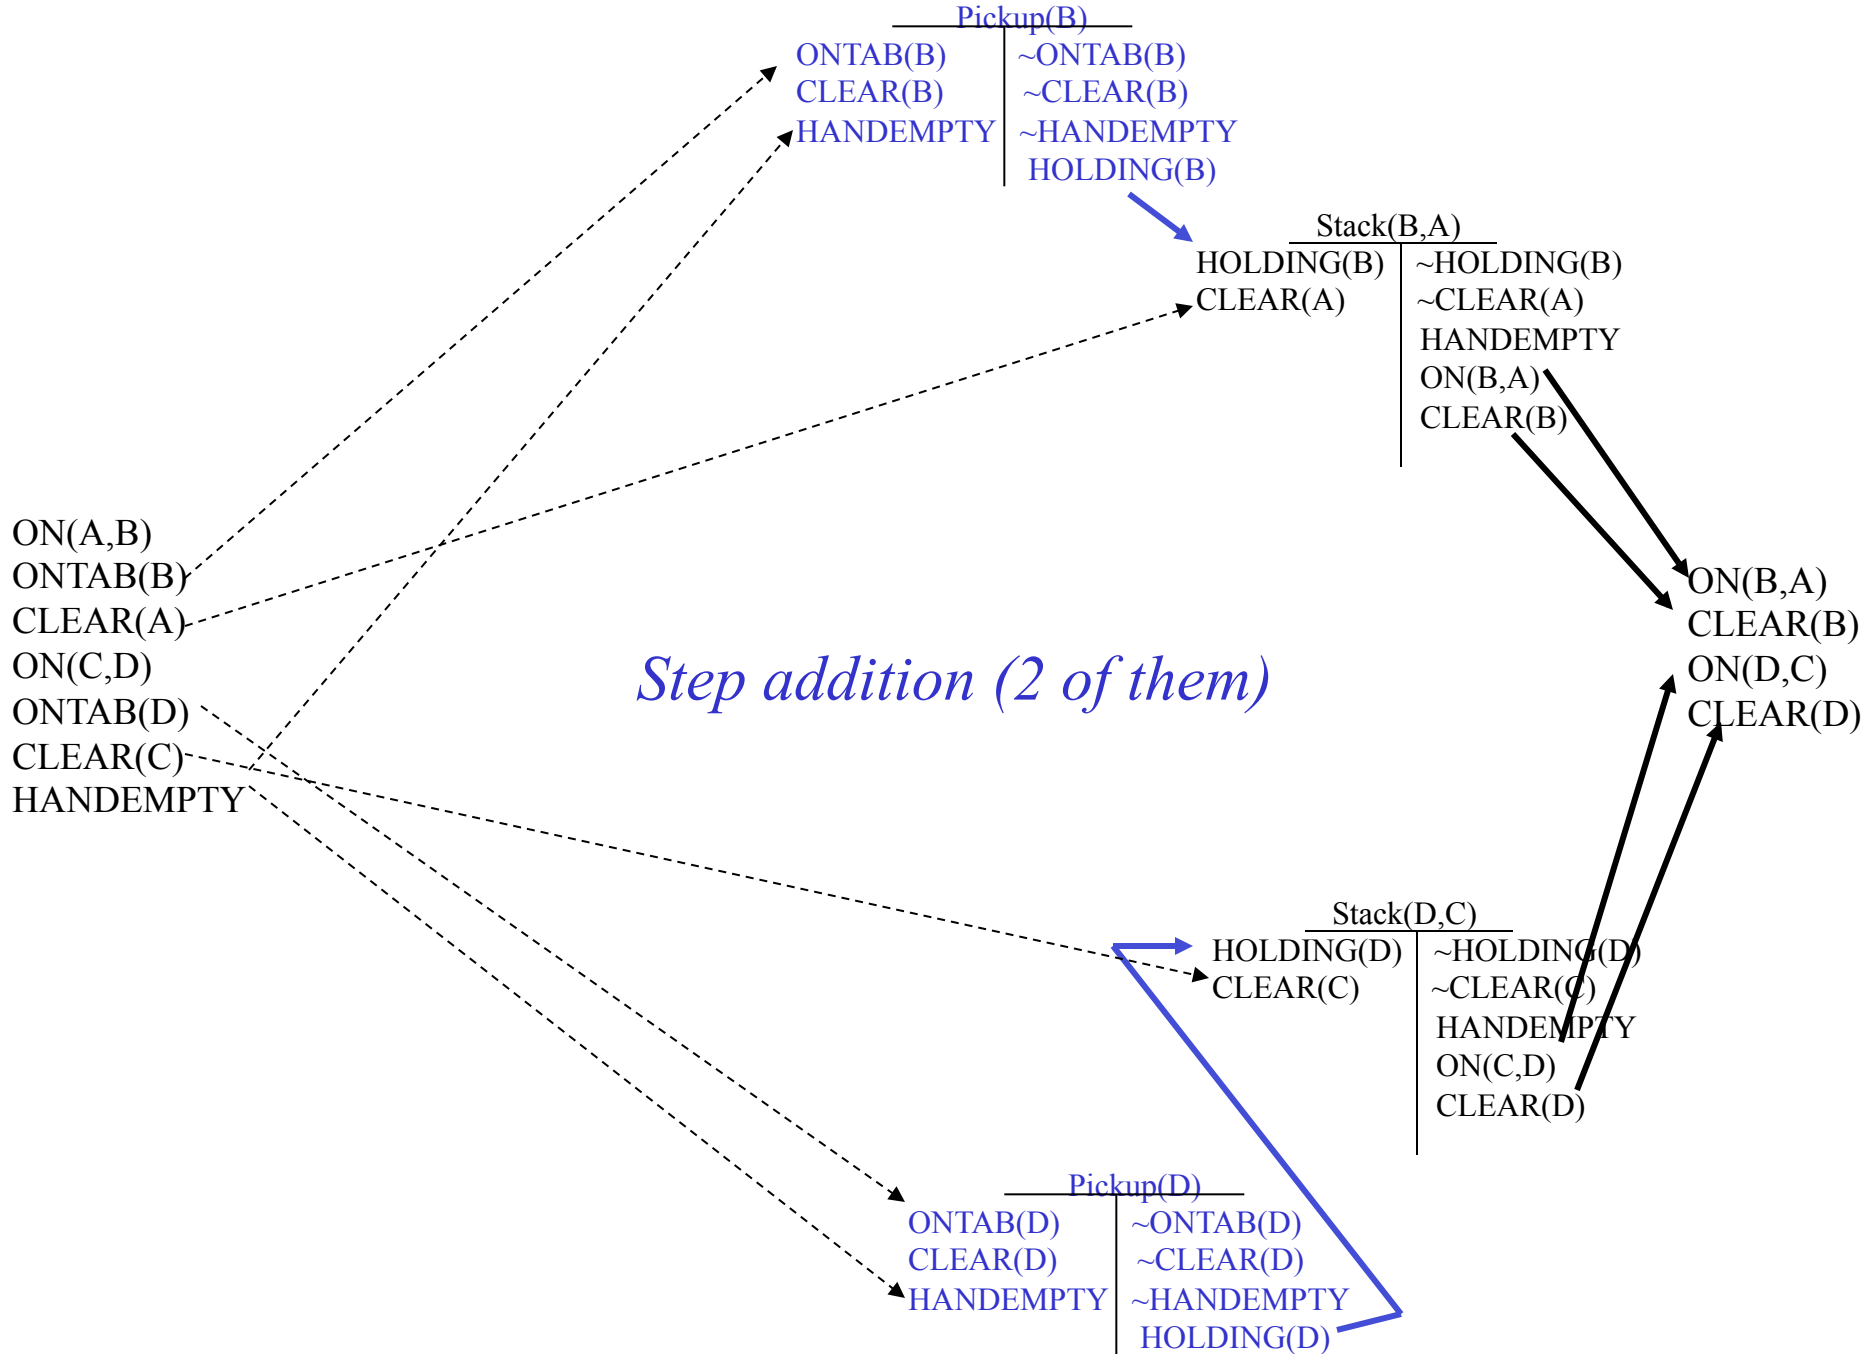 Pickup(B)
ONTAB(B) ~ONTAB(B)
CLEAR(B) ~CLEAR(B)
HANDEMPTY ~HANDEMPTY
HOLDING(B)
Stack(B,A)
HOLDING(B) ~HOLDING(B)
CLEAR(A) ~CLEAR(A)
HANDEMPTY
ON(B,A)
CLEAR(B)
ON(A,B)
ONTAB(B)
CLEAR(A)
ON(C,D)
ONTAB(D)
CLEAR(C)
HANDEMPTY
Step addition (2 of them)
ON(B,A)
CLEAR(B)
ON(D,C)
CLEAR(D)
Stack(D,C)
HOLDING(D) ~HOLDING(D)
CLEAR(C) ~CLEAR(C)
HANDEMPTY
ON(C,D)
CLEAR(D)
Pickup(D)
ONTAB(D) ~ONTAB(D)
CLEAR(D) ~CLEAR(D)
HANDEMPTY ~HANDEMPTY
HOLDING(D)